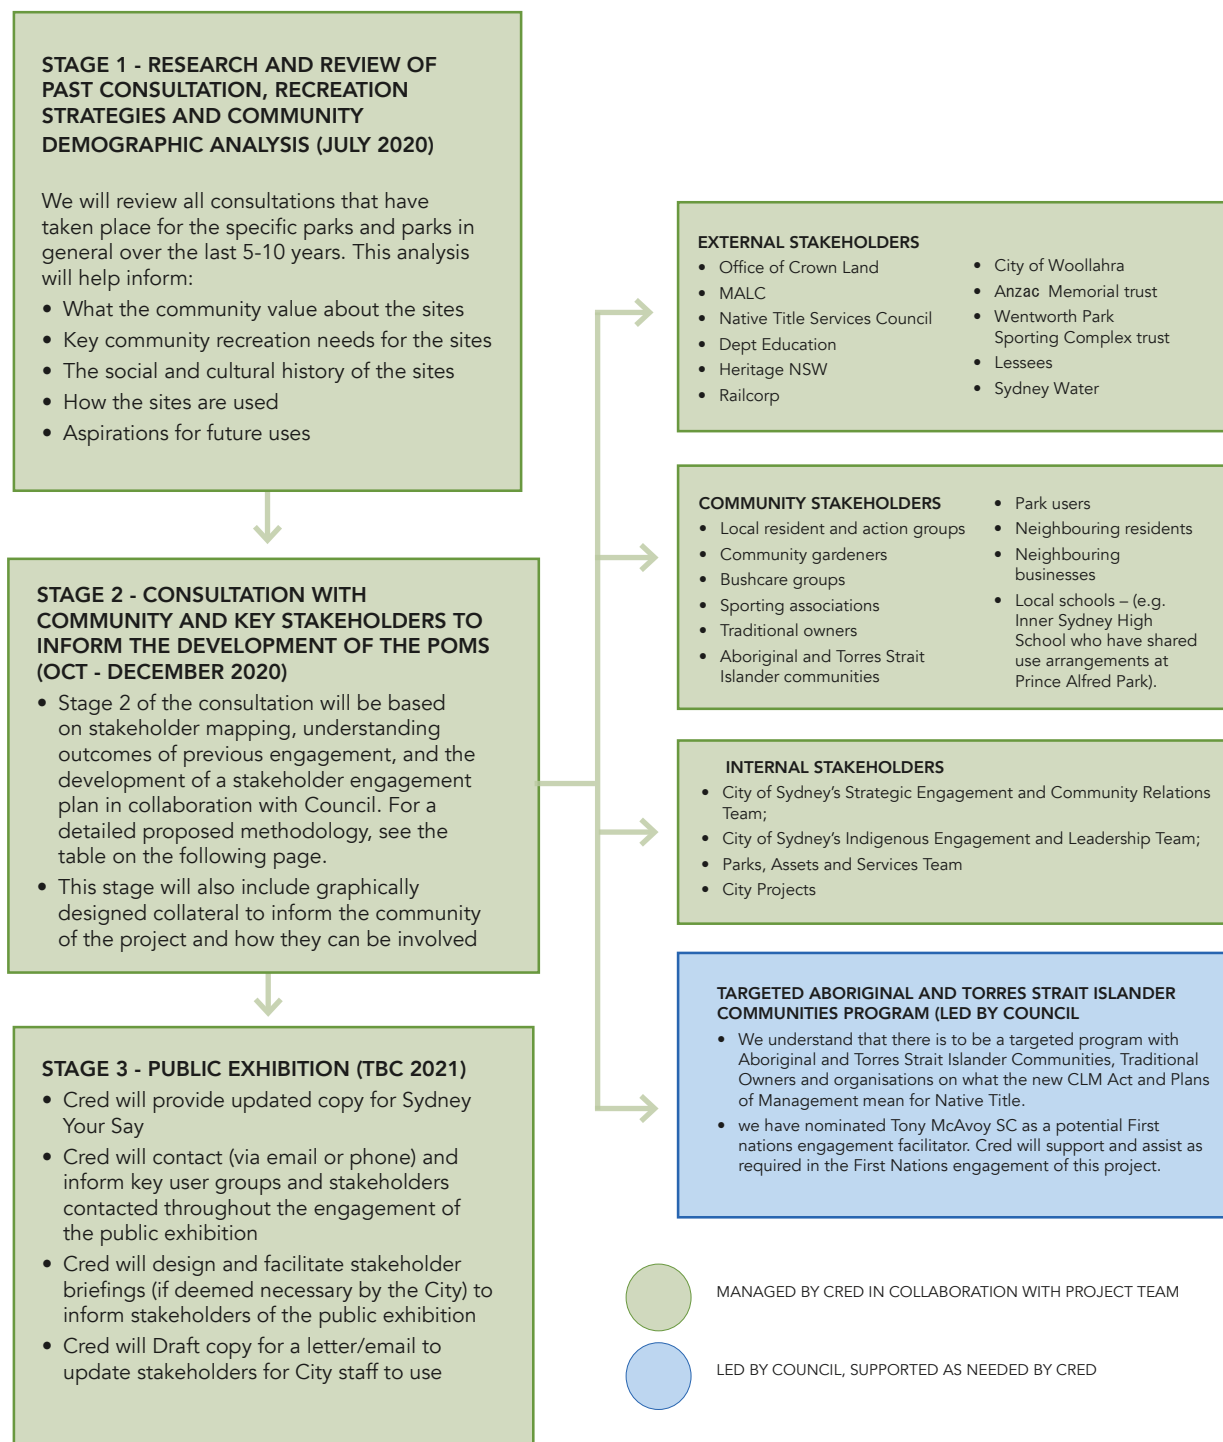 STAGE 1 - RESEARCH AND REVIEW OF
PAST CONSULTATION, RECREATION
STRATEGIES AND COMMUNITY
DEMOGRAPHIC ANALYSIS (JULY 2020)
We will review all consultations that have
taken place for the specific parks and parks in
general over the last 5-10 years. This analysis
will help inform:
• What the community value about the sites
• Key community recreation needs for the sites
• The social and cultural history of the sites
• How the sites are used
• Aspirations for future uses
STAGE 2 - CONSULTATION WITH
COMMUNITY AND KEY STAKEHOLDERS TO
INFORM THE DEVELOPMENT OF THE POMS
(OCT - DECEMBER 2020)
• Stage 2 of the consultation will be based
on stakeholder mapping, understanding
outcomes of previous engagement, and the
development of a stakeholder engagement
plan in collaboration with Council. For a
detailed proposed methodology, see the
table on the following page.
• This stage will also include graphically
designed collateral to inform the community
of the project and how they can be involved
STAGE 3 - PUBLIC EXHIBITION (TBC 2021)
• Cred will provide updated copy for Sydney
Your Say
• Cred will contact (via email or phone) and
inform key user groups and stakeholders
contacted throughout the engagement of
the public exhibition
• Cred will design and facilitate stakeholder
briefings (if deemed necessary by the City) to
inform stakeholders of the public exhibition
• Cred will Draft copy for a letter/email to
update stakeholders for City staff to use
EXTERNAL STAKEHOLDERS
• Office of Crown Land
• MALC
• Native Title Services Council
• Dept Education
• Heritage NSW
• Railcorp
• City of Woollahra
• Anzac Memorial trust
• Wentworth Park
Sporting Complex trust
• Lessees
• Sydney Water
COMMUNITY STAKEHOLDERS
• Local resident and action groups
• Community gardeners
• Bushcare groups
• Sporting associations
• Traditional owners
• Aboriginal and Torres Strait
Islander communities
• Park users
• Neighbouring residents
• Neighbouring
businesses
• Local schools – (e.g.
Inner Sydney High
School who have shared
use arrangements at
Prince Alfred Park).
INTERNAL STAKEHOLDERS
• City of Sydney's Strategic Engagement and Community Relations
Team;
• City of Sydney's Indigenous Engagement and Leadership Team;
• Parks, Assets and Services Team
• City Projects
TARGETED ABORIGINAL AND TORRES STRAIT ISLANDER
COMMUNITIES PROGRAM (LED BY COUNCIL
• We understand that there is to be a targeted program with
Aboriginal and Torres Strait Islander Communities, Traditional
Owners and organisations on what the new CLM Act and Plans
of Management mean for Native Title.
• we have nominated Tony McAvoy SC as a potential First
nations engagement facilitator. Cred will support and assist as
required in the First Nations engagement of this project.
MANAGED BY CRED IN COLLABORATION WITH PROJECT TEAM
LED BY COUNCIL, SUPPORTED AS NEEDED BY CRED